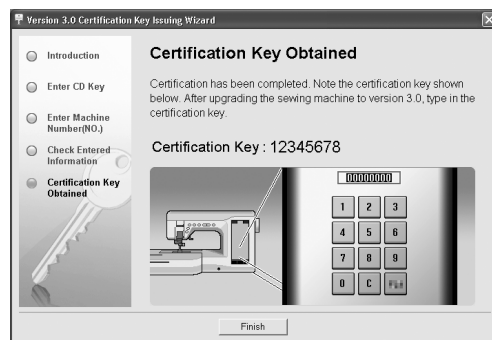 Version 3.0 Certification Key Issuing Wizard
Introduction
Enter CD Key
Enter Machine
Number(NO.)
Check Entered
Information
Certification Key
Obtained
Certification Key Obtained
Certification has been completed. Note the certification key shown
below. After upgrading the sewing machine to version 3.0, type in the
certification key.
Certification Key : 12345678
00000000
1 2 3
4 5 6
7 8 9
0 C
Finish